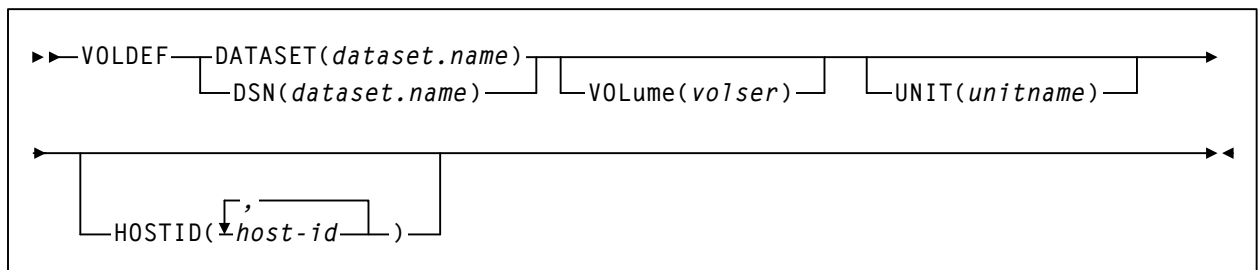 VOLDEF DATASET(dataset.name)
DSN(dataset.name) VOLume(volser) UNIT(unitname)
,
HOSTID( host-id )